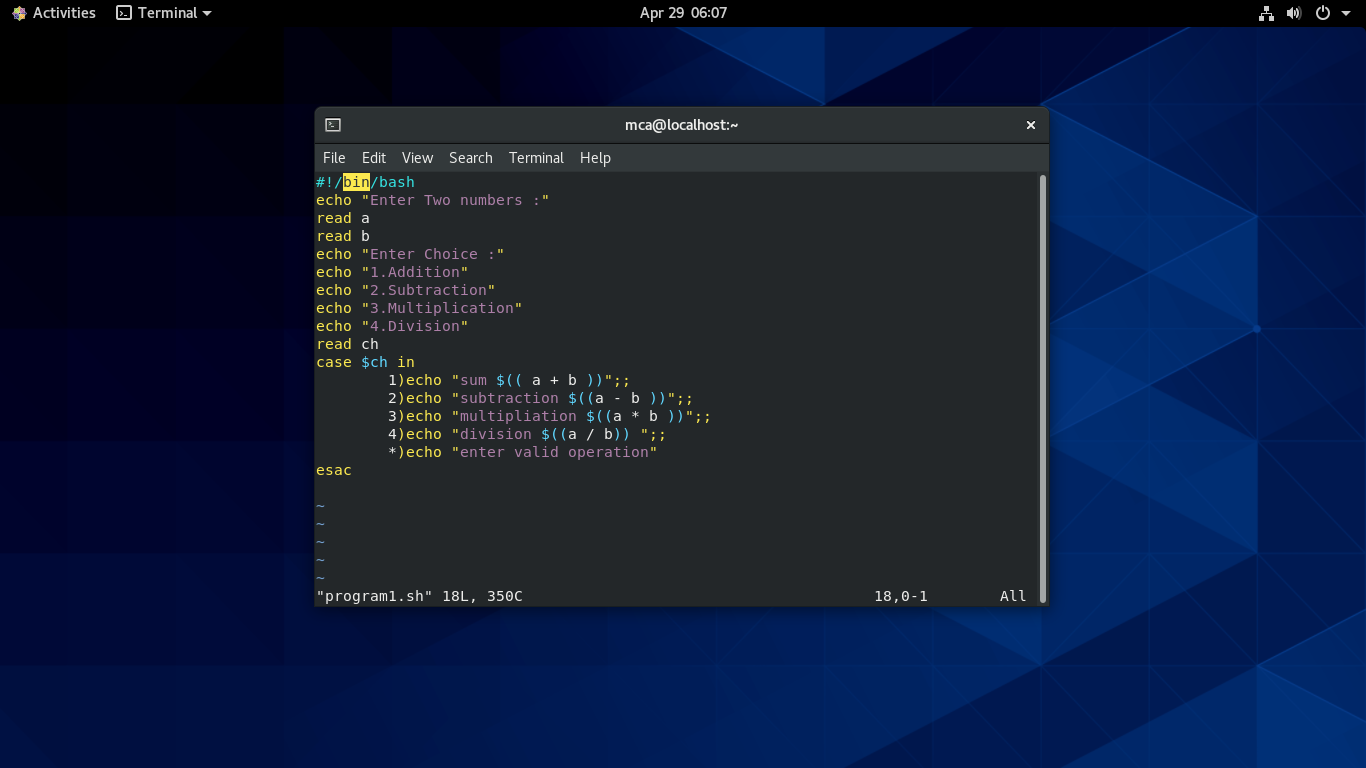 Activities Terminal Apr 29 06:07
mca@localhost:~
File Edit View Search Terminal Help
#!/bin/bash
echo "Enter Two numbers :"
read a
read b
echo "Enter Choice :"
echo "1.Addition"
echo "2.Subtraction"
echo "3.Multiplication"
echo "4.Division"
read ch
case $ch in
        1)echo "sum $(( a + b ))";;
        2)echo "subtraction $((a - b ))";;
        3)echo "multipliation $((a * b ))";;
        4)echo "division $((a / b)) ";;
        *)echo "enter valid operation"
esac
~
~
~
~
~
"program1.sh" 18L, 350C 18,0-1 All